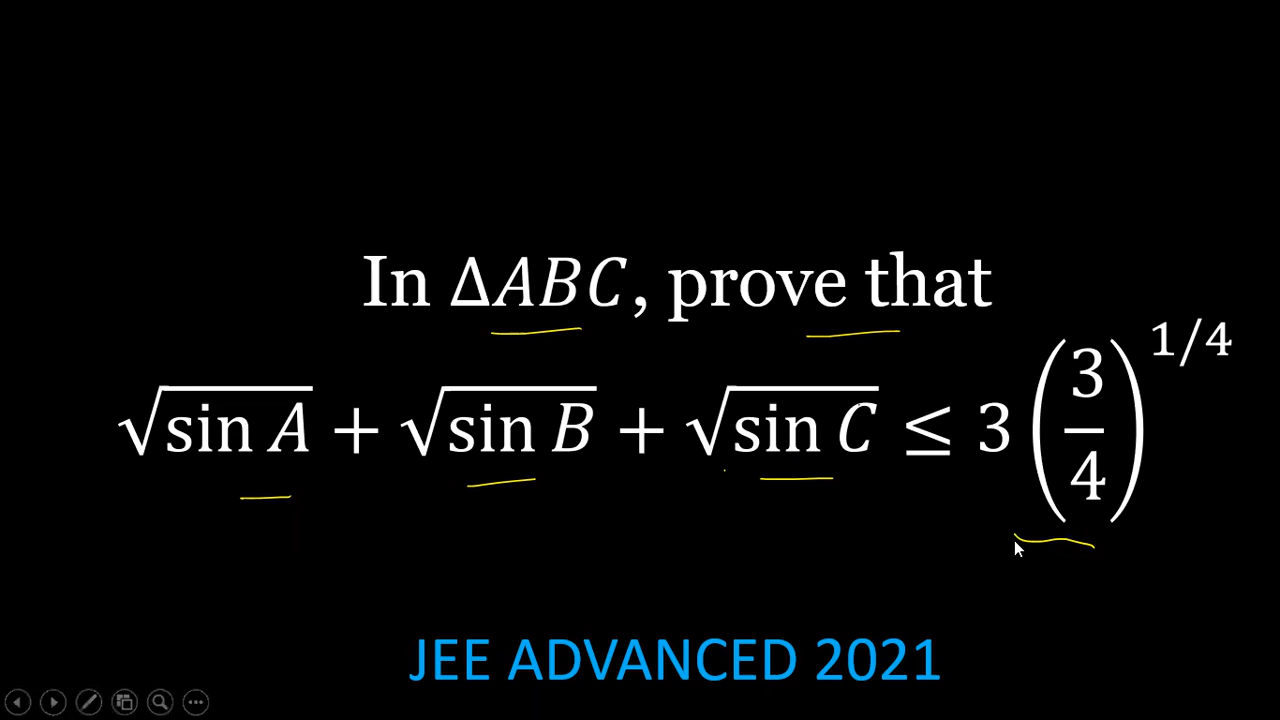 In Δ𝐴𝐵𝐶, prove that
√sin 𝐴 + √sin 𝐵 + √sin 𝐶 ≤ 3 (3/4)^1/4
JEE ADVANCED 2021